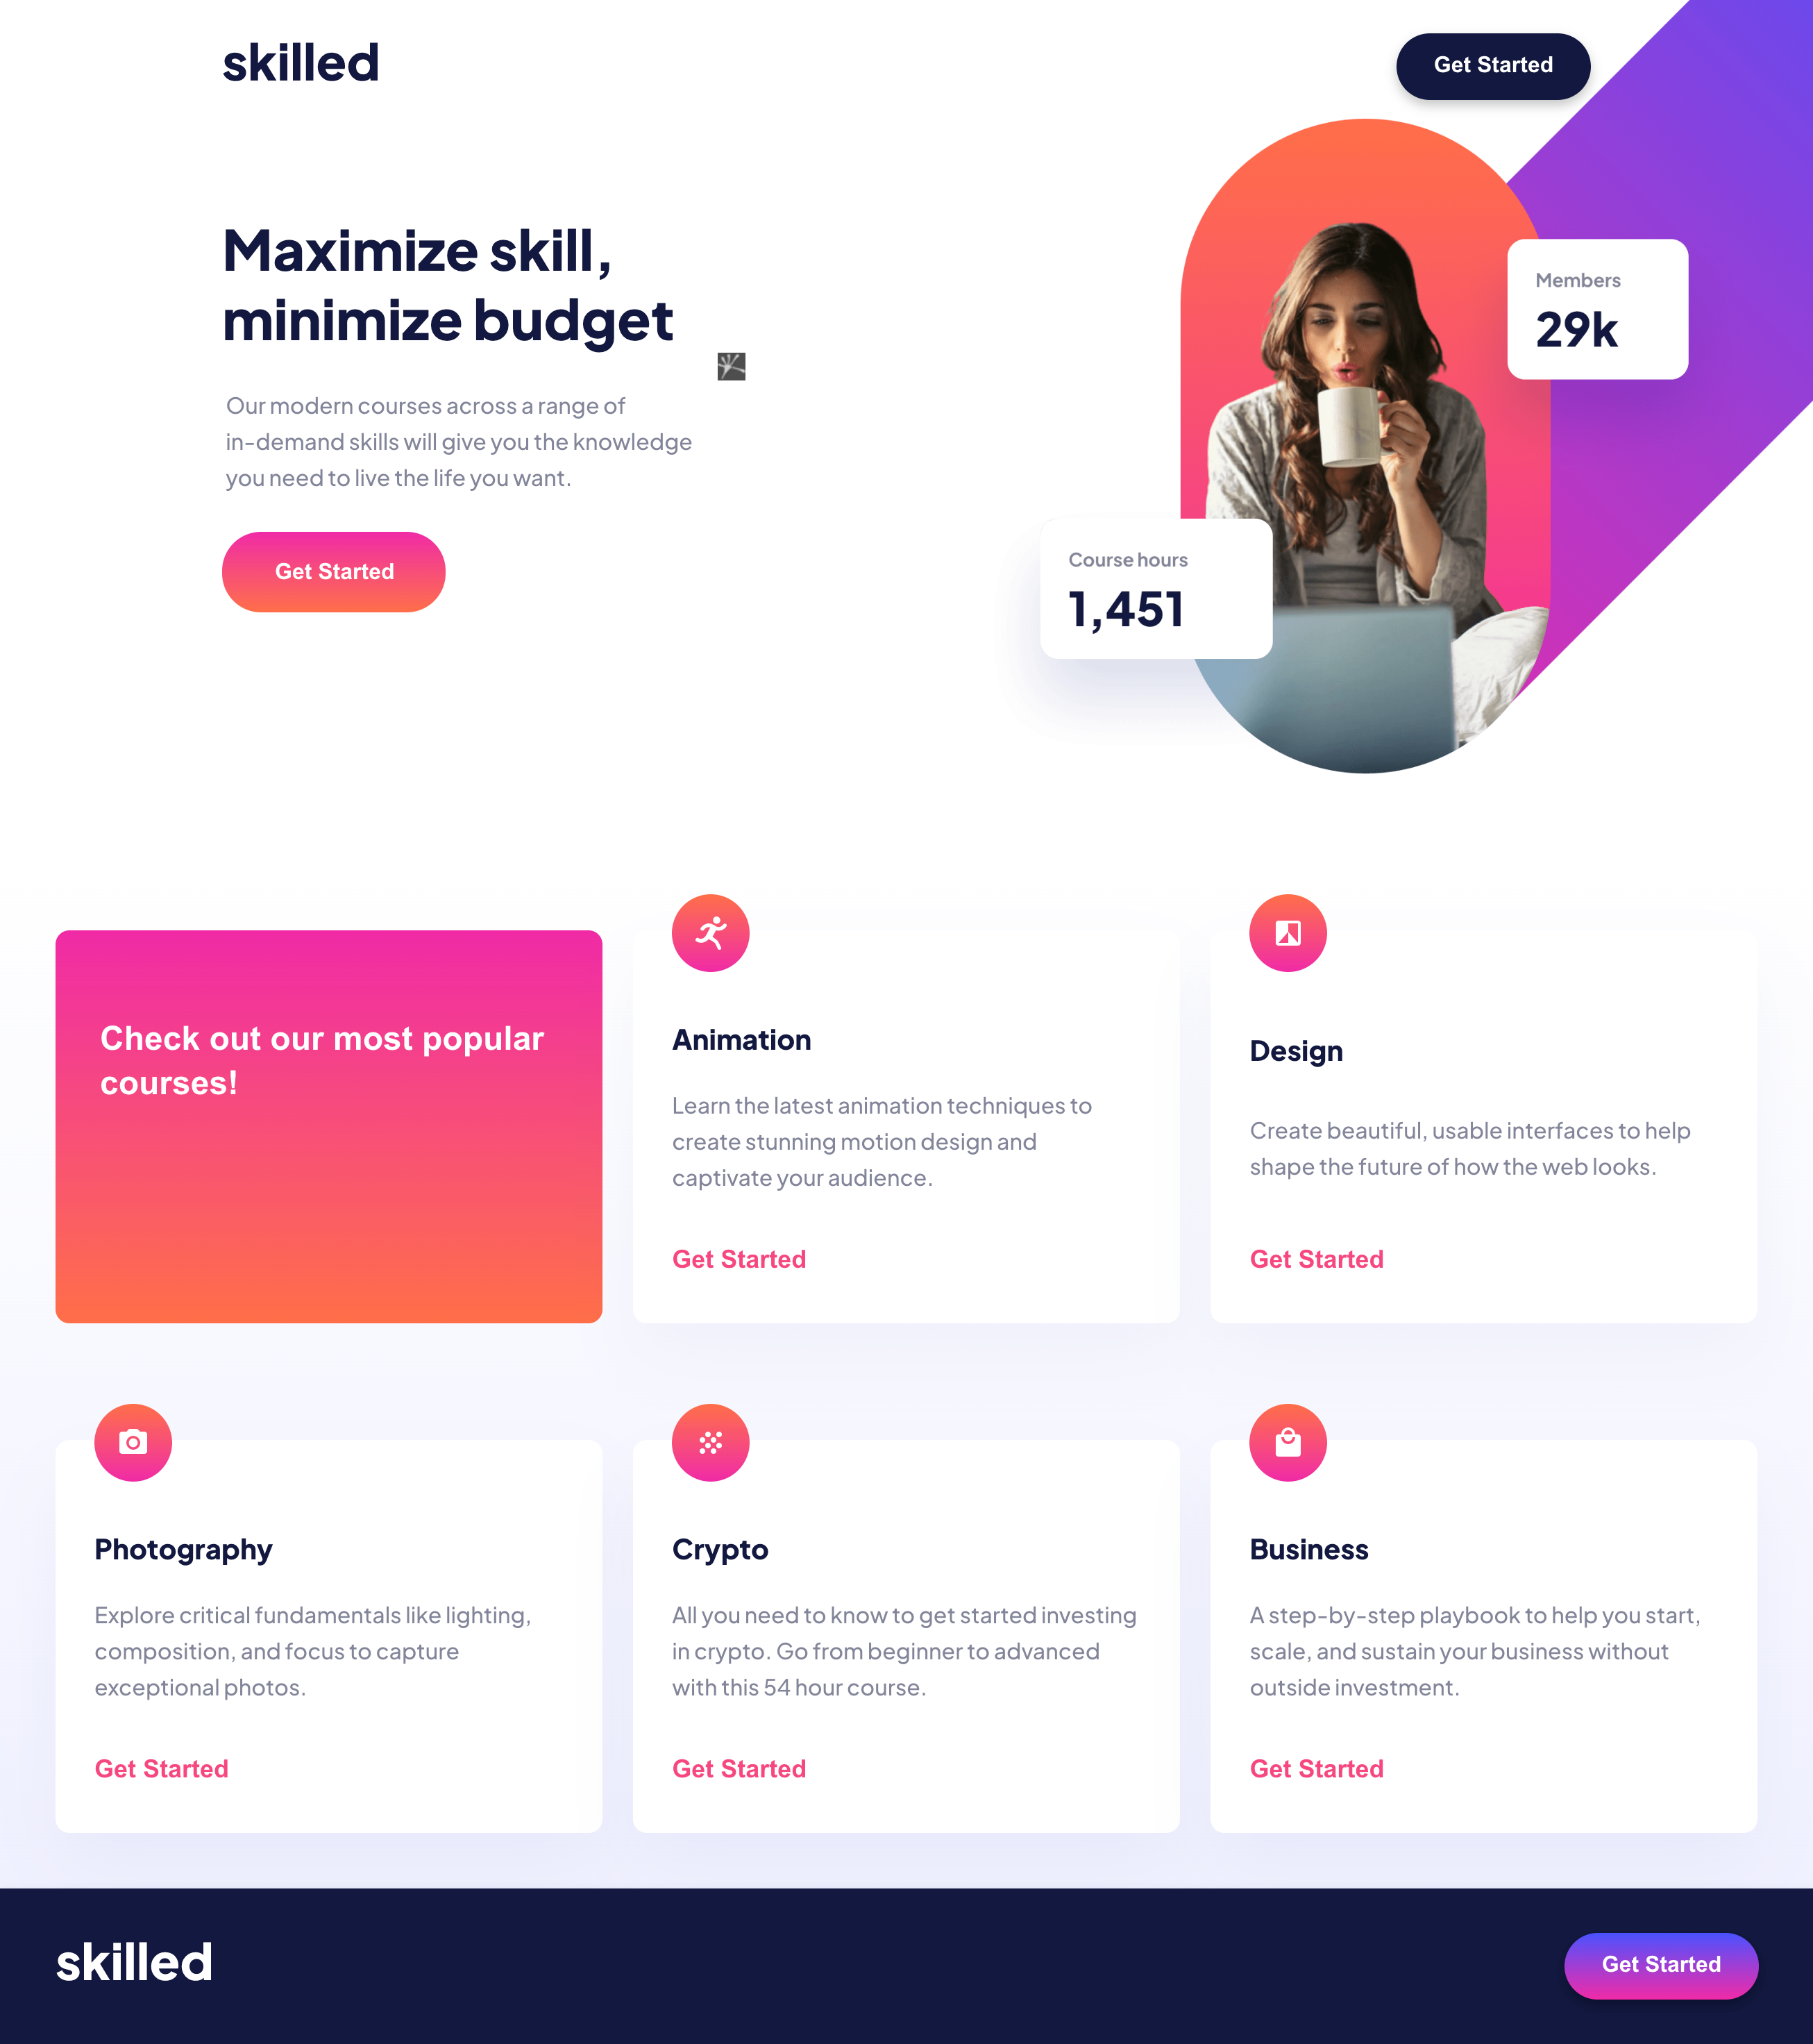 skilled
Get Started
Maximize skill,
minimize budget
Our modern courses across a range of
in-demand skills will give you the knowledge
you need to live the life you want.
Get Started
Members
29k
Course hours
1,451
Check out our most popular
courses!
Animation
Learn the latest animation techniques to
create stunning motion design and
captivate your audience.
Get Started
Design
Create beautiful, usable interfaces to help
shape the future of how the web looks.
Get Started
Photography
Explore critical fundamentals like lighting,
composition, and focus to capture
exceptional photos.
Get Started
Crypto
All you need to know to get started investing
in crypto. Go from beginner to advanced
with this 54 hour course.
Get Started
Business
A step-by-step playbook to help you start,
scale, and sustain your business without
outside investment.
Get Started
skilled
Get Started